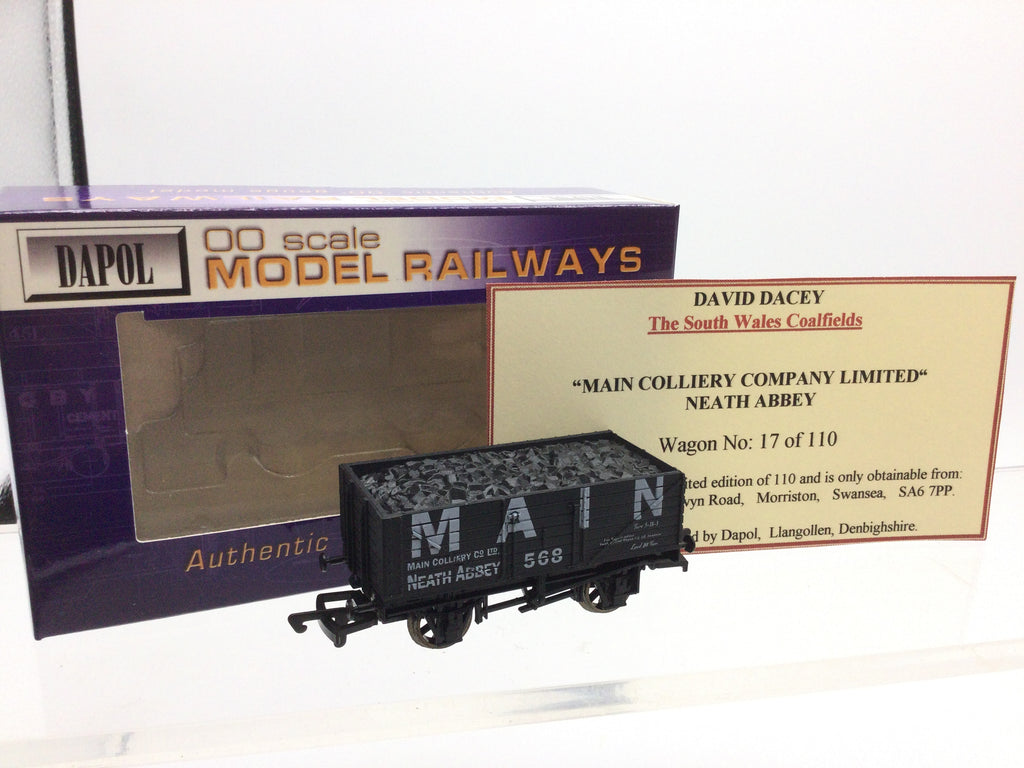 DAPOL
OO scale
MODEL RAILWAYS
Authentic
DAVID DACEY
The South Wales Coalfields
“MAIN COLLIERY COMPANY LIMITED“
NEATH ABBEY
Wagon No: 17 of 110
edition of 110 and is only obtainable from:
Road, Morriston, Swansea, SA6 7PP.
by Dapol, Llangollen, Denbighshire.
MAIN
MAIN COLLIERY CO LTD
NEATH ABBEY
568